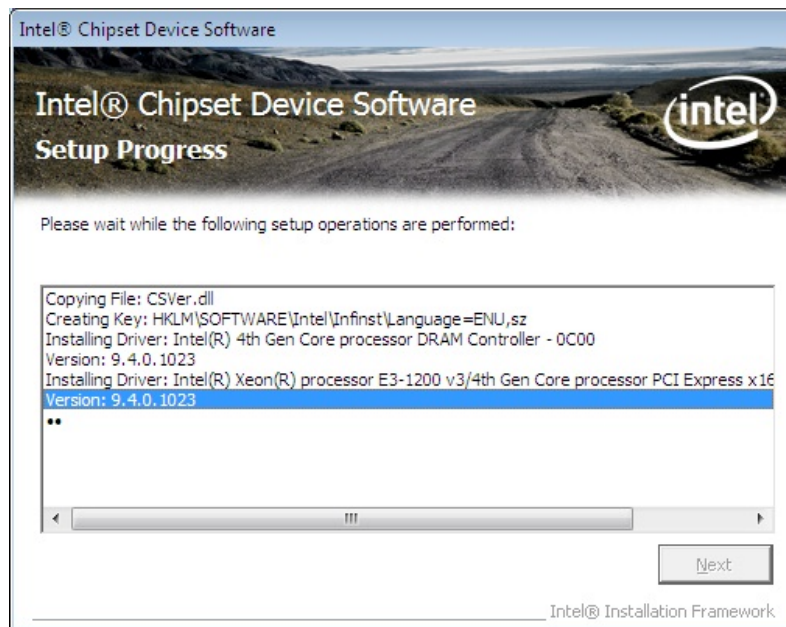 Intel® Chipset Device Software
Intel® Chipset Device Software
intel
Setup Progress
Please wait while the following setup operations are performed:
Copying File: CSVer.dll
Creating Key: HKLM\SOFTWARE\Intel\Infinst\Language=ENU,sz
Installing Driver: Intel(R) 4th Gen Core processor DRAM Controller - 0C00
Version: 9.4.0.1023
Installing Driver: Intel(R) Xeon(R) processor E3-1200 v3/4th Gen Core processor PCI Express x16
Version: 9.4.0.1023
••
Next
Intel® Installation Framework